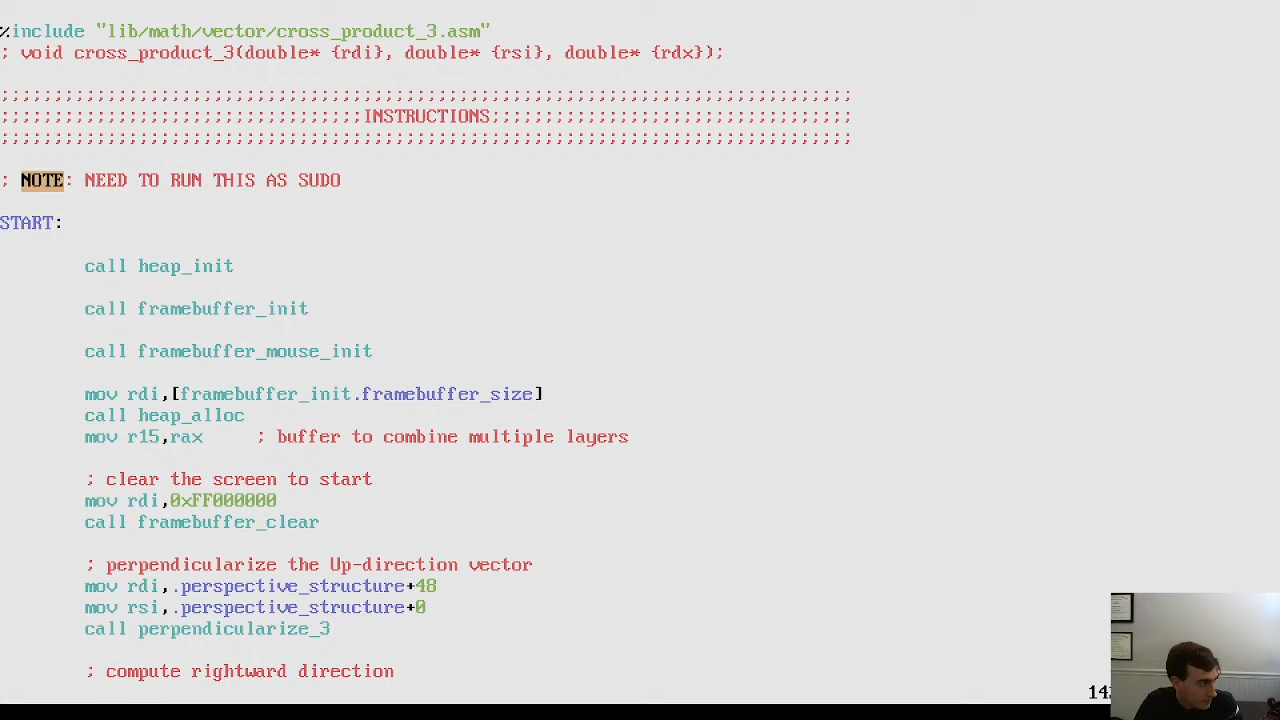 %include "lib/math/vector/cross_product_3.asm"
; void cross_product_3(double* {rdi}, double* {rsi}, double* {rdx});
;;;;;;;;;;;;;;;;;;;;;;;;;;;;;;;;;;;;;;;;;;;;;;;;;;;;;;;;;;;;;;;;;;;;;;;;;;;;;;;;
;;;;;;;;;;;;;;;;;;;;;;;;;;;;;;;;;;INSTRUCTIONS;;;;;;;;;;;;;;;;;;;;;;;;;;;;;;;;;;
;;;;;;;;;;;;;;;;;;;;;;;;;;;;;;;;;;;;;;;;;;;;;;;;;;;;;;;;;;;;;;;;;;;;;;;;;;;;;;;;
; NOTE: NEED TO RUN THIS AS SUDO
START:
call heap_init
call framebuffer_init
call framebuffer_mouse_init
mov rdi,[framebuffer_init.framebuffer_size]
call heap_alloc
mov r15,rax ; buffer to combine multiple layers
; clear the screen to start
mov rdi,0xFF000000
call framebuffer_clear
; perpendicularize the Up-direction vector
mov rdi,.perspective_structure+48
mov rsi,.perspective_structure+0
call perpendicularize_3
; compute rightward direction